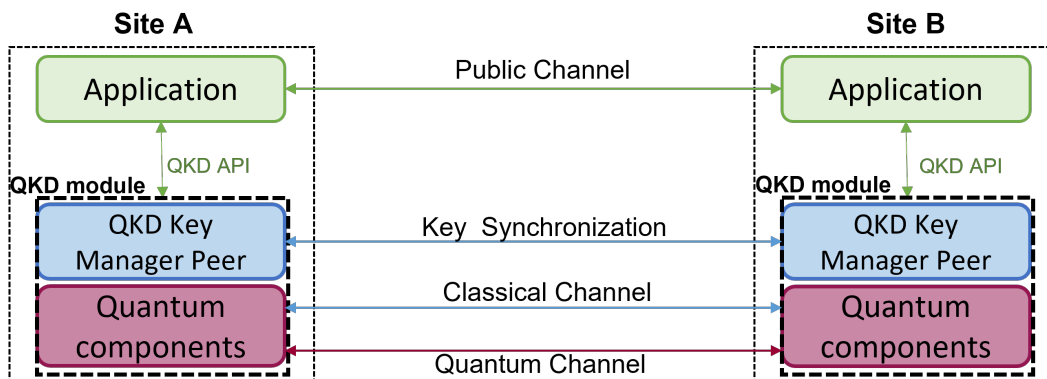 Site A
Site B
Application
Public Channel
Application
QKD API
QKD API
QKD module
QKD module
QKD Key
Manager Peer
Key Synchronization
QKD Key
Manager Peer
Classical Channel
Quantum
components
Quantum
components
Quantum Channel